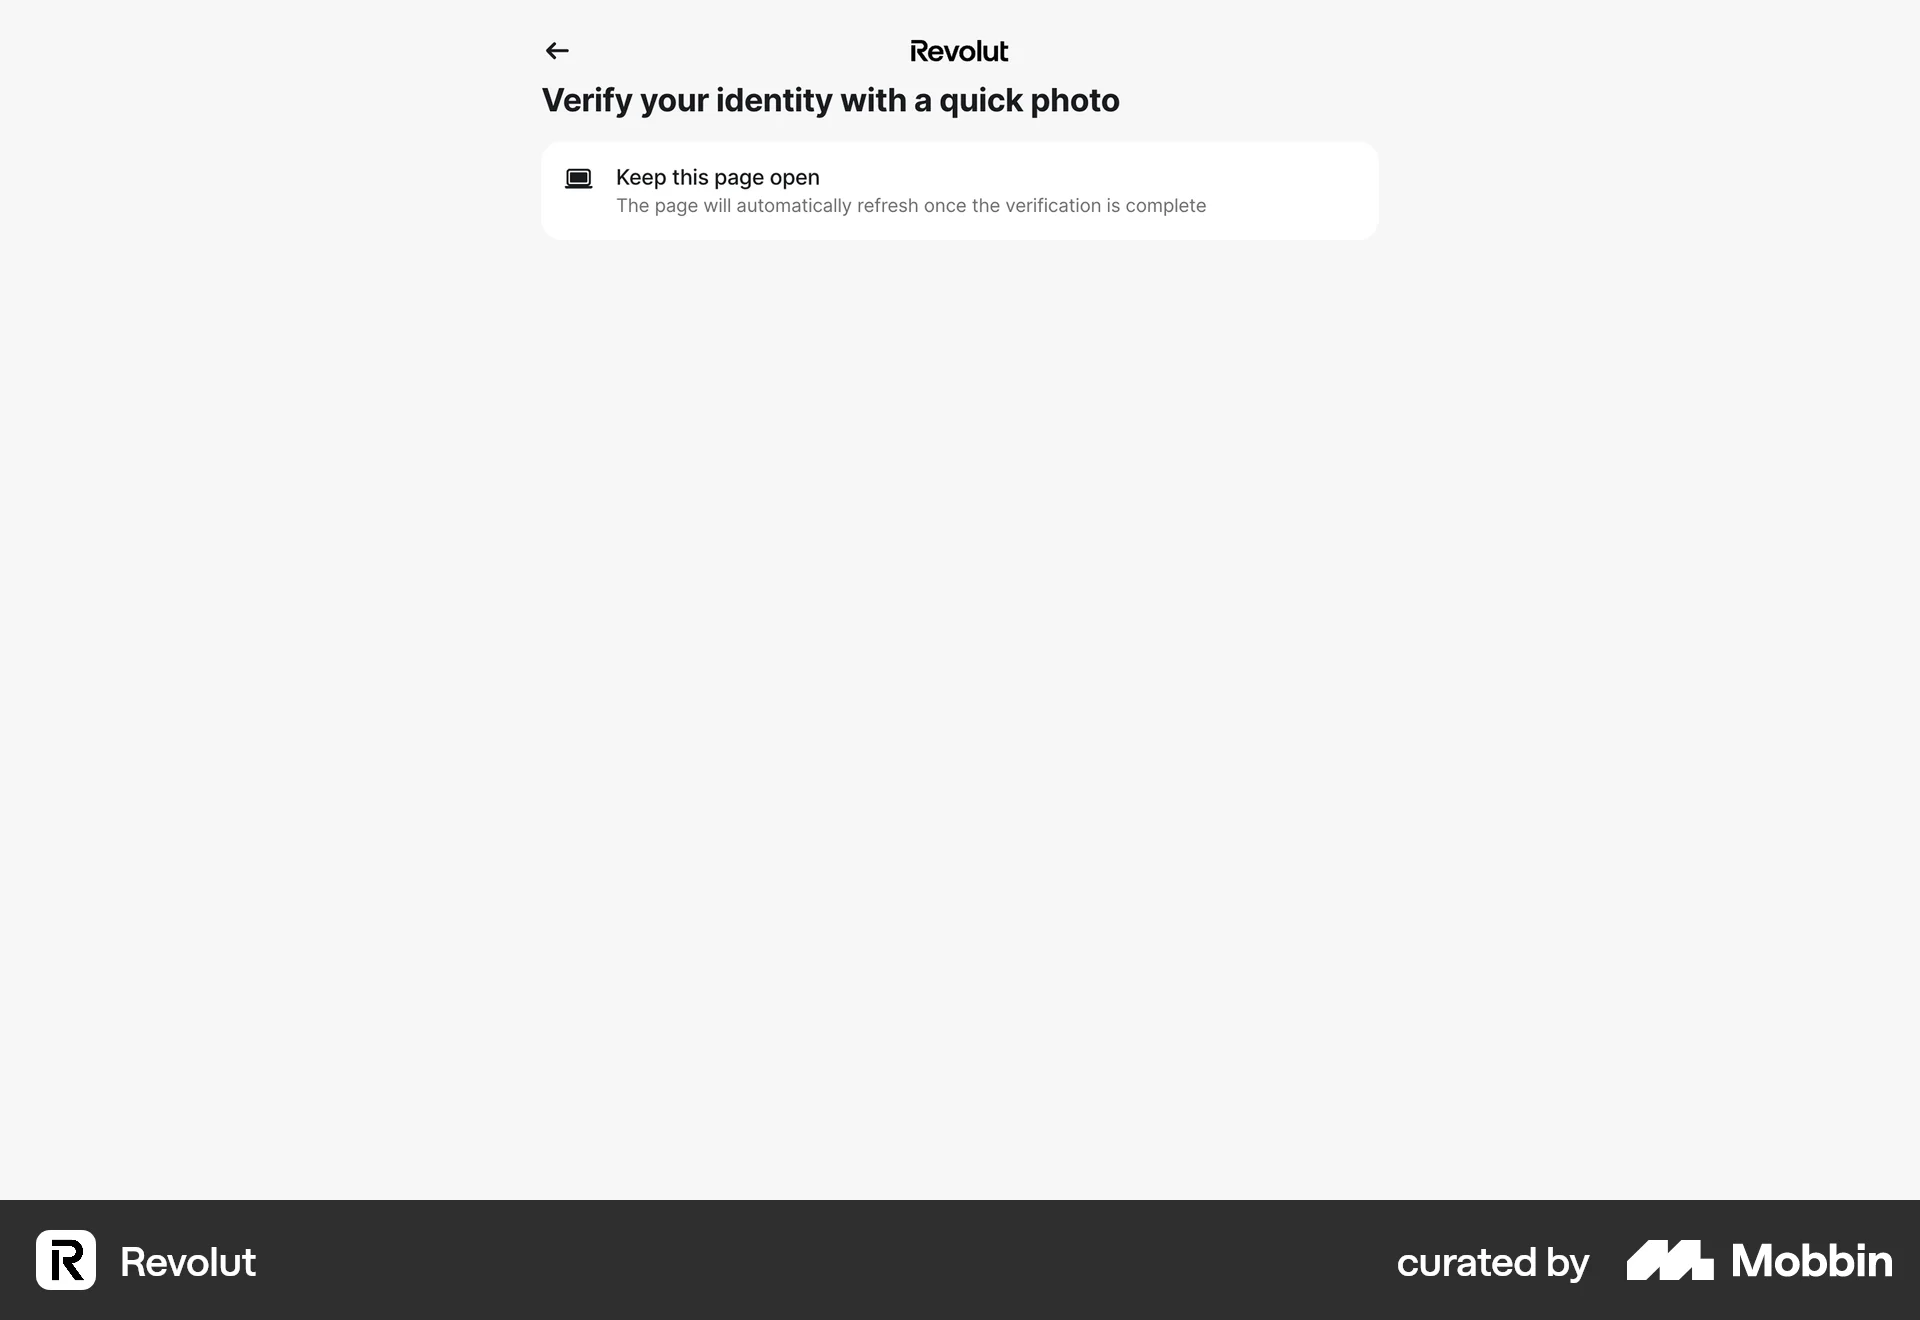 Revolut
Verify your identity with a quick photo
Keep this page open
The page will automatically refresh once the verification is complete
R Revolut
curated by Mobbin